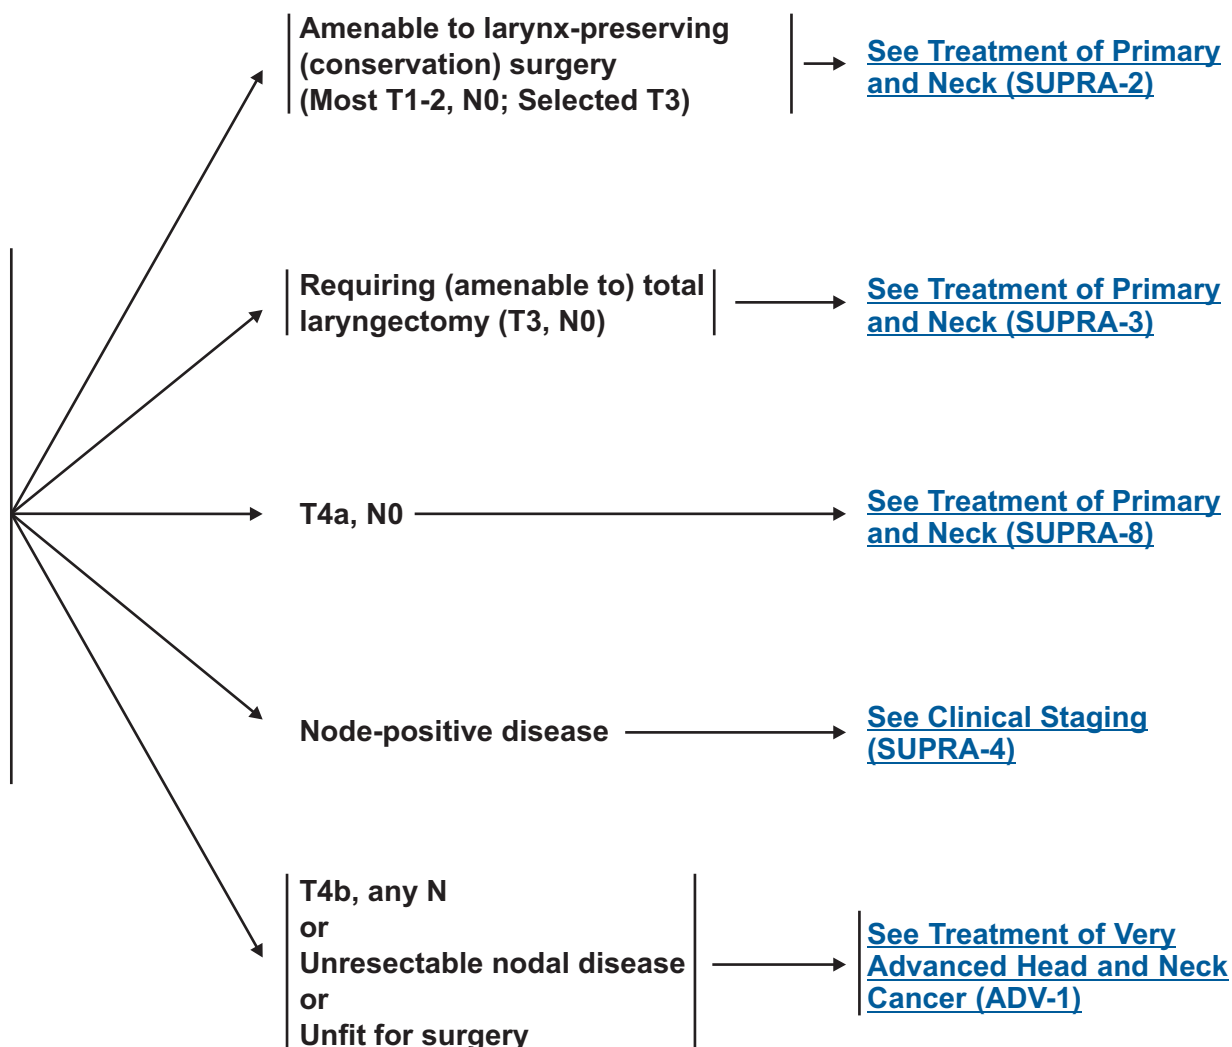 Amenable to larynx-preserving
(conservation) surgery
(Most T1-2, N0; Selected T3)
See Treatment of Primary
and Neck (SUPRA-2)
Requiring (amenable to) total
laryngectomy (T3, N0)
See Treatment of Primary
and Neck (SUPRA-3)
T4a, N0
See Treatment of Primary
and Neck (SUPRA-8)
Node-positive disease
See Clinical Staging
(SUPRA-4)
T4b, any N
or
Unresectable nodal disease
or
Unfit for surgery
See Treatment of Very
Advanced Head and Neck
Cancer (ADV-1)